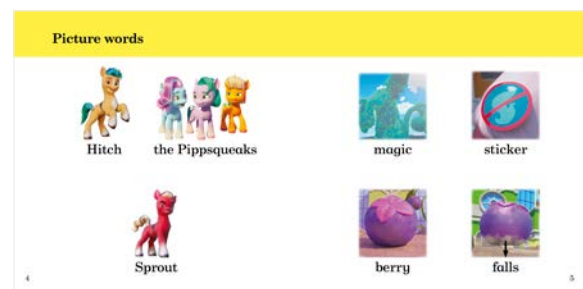 Picture words
Hitch
the Pippsqueaks
Sprout
4
magic
sticker
berry
falls
5